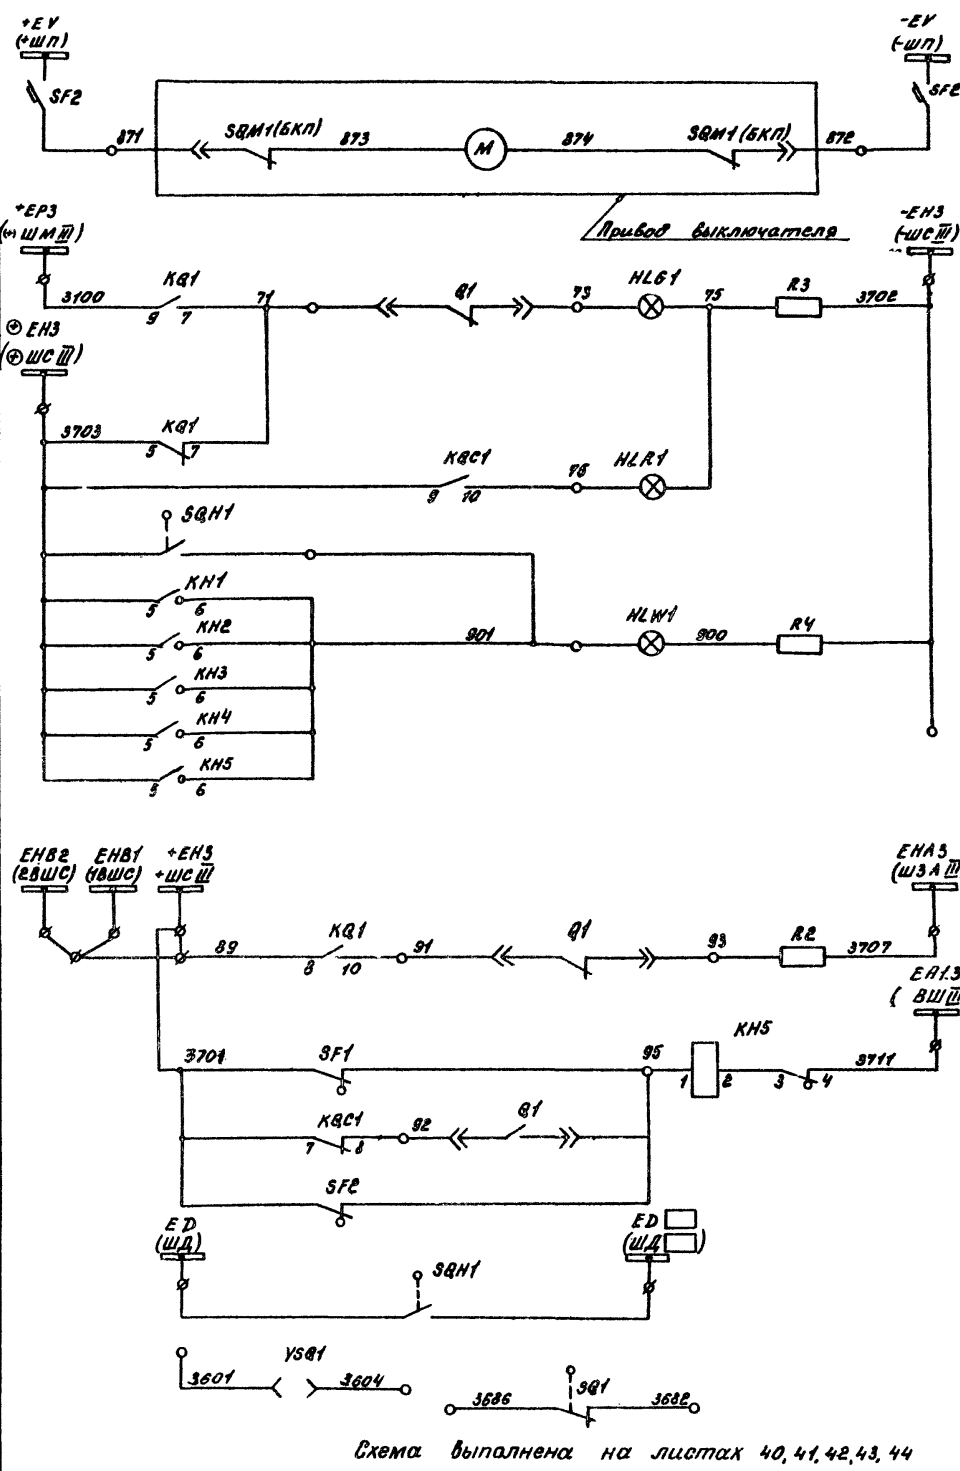 +EV
(+ШП)
-EV
(-ШП)
SF2
SF2
871
SQM1(БКП)
873
M
874
SQM1(БКП)
872
Привод выключателя
+EP3
(+) ШМ III)
-EH3
(-ШС III)
3100
KQ1
9 7
71
Q1
73
HLG1
75
R3
3702
⊕ EH3
(⊕ ШС III)
3703
KQ1
5 7
KQC1
9 10
76
HLR1
SQH1
KH1
5 6
KH2
5 6
901
HLW1
900
R4
KH3
5 6
KH4
5 6
KH5
5 6
EHB2
(2ВШС)
EHB1
(1ВШС)
+EH3
+ШС III
EHA3
(ШЗА III
89
KQ1
8 10
91
Q1
93
R2
3707
EA1.3
( ВШ III
3701
SF1
95
KH5
1 2
3 4
3711
KQC1
7 8
92
Q1
SF2
ED
(ШД)
ED
(ШД )
SQH1
YSQ1
3601
3604
3686
SQ1
3682
Схема выполнена на листах 40, 41, 42, 43, 44